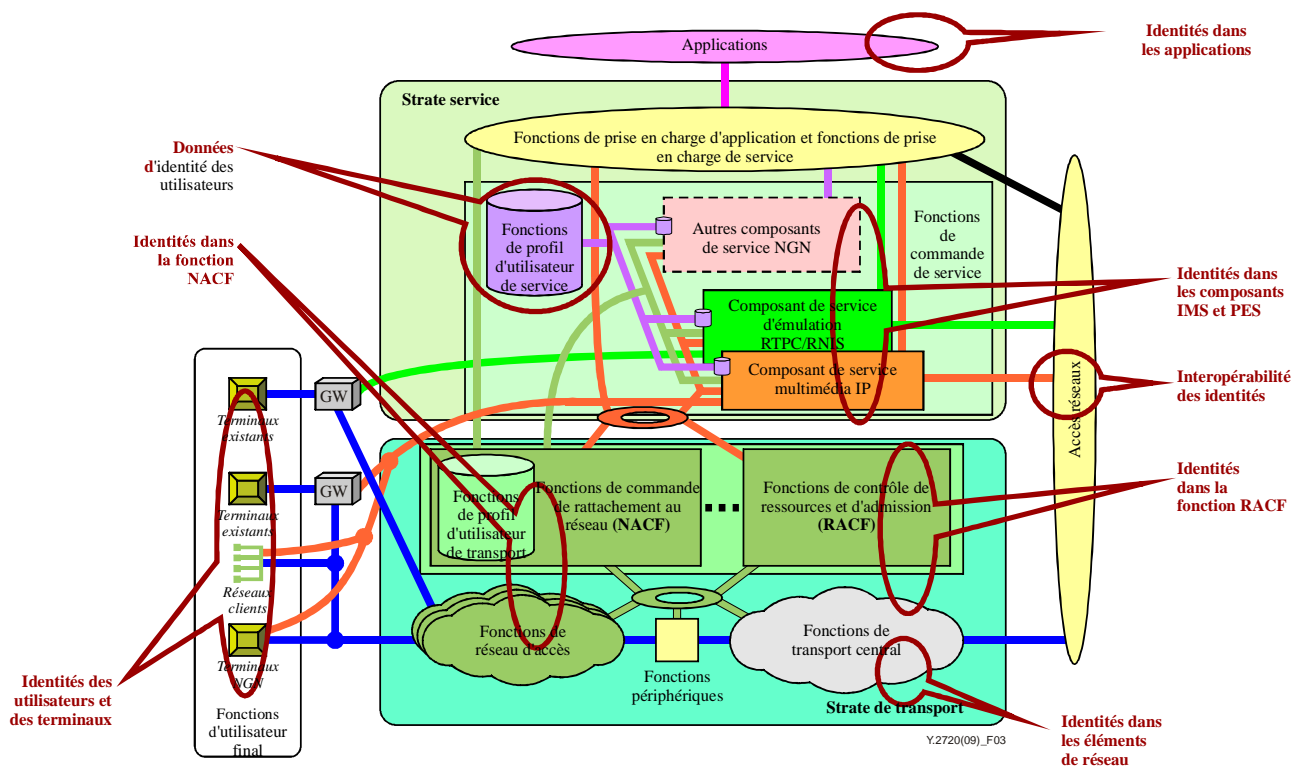 Applications
Identités dans
les applications
Strate service
Fonctions de prise en charge d'application et fonctions de prise
en charge de service
Données
d'identité des
utilisateurs
Fonctions
de profil
d'utilisateur
de service
Autres composants
de service NGN
Fonctions
de
commande
de service
Identités dans
la fonction
NACF
Identités dans
les composants
IMS et PES
Composant de service
d'émulation
RTPC/RNIS
Composant de service
multimédia IP
Interopérabilité
des identités
Accès réseaux
GW
Terminaux
existants
GW
Terminaux
existants
Réseaux
clients
Terminaux
NGN
Fonctions
d'utilisateur
final
Fonctions
de profil
d'utilisateur
de transport
Fonctions de commande
de rattachement au
réseau (NACF)
Fonctions de contrôle de
ressources et d'admission
(RACF)
Identités
dans la
fonction RACF
Fonctions de
réseau d'accès
Fonctions
périphériques
Fonctions de
transport central
Strate de transport
Identités des
utilisateurs et
des terminaux
Identités dans
les éléments
de réseau
Y.2720(09)_F03